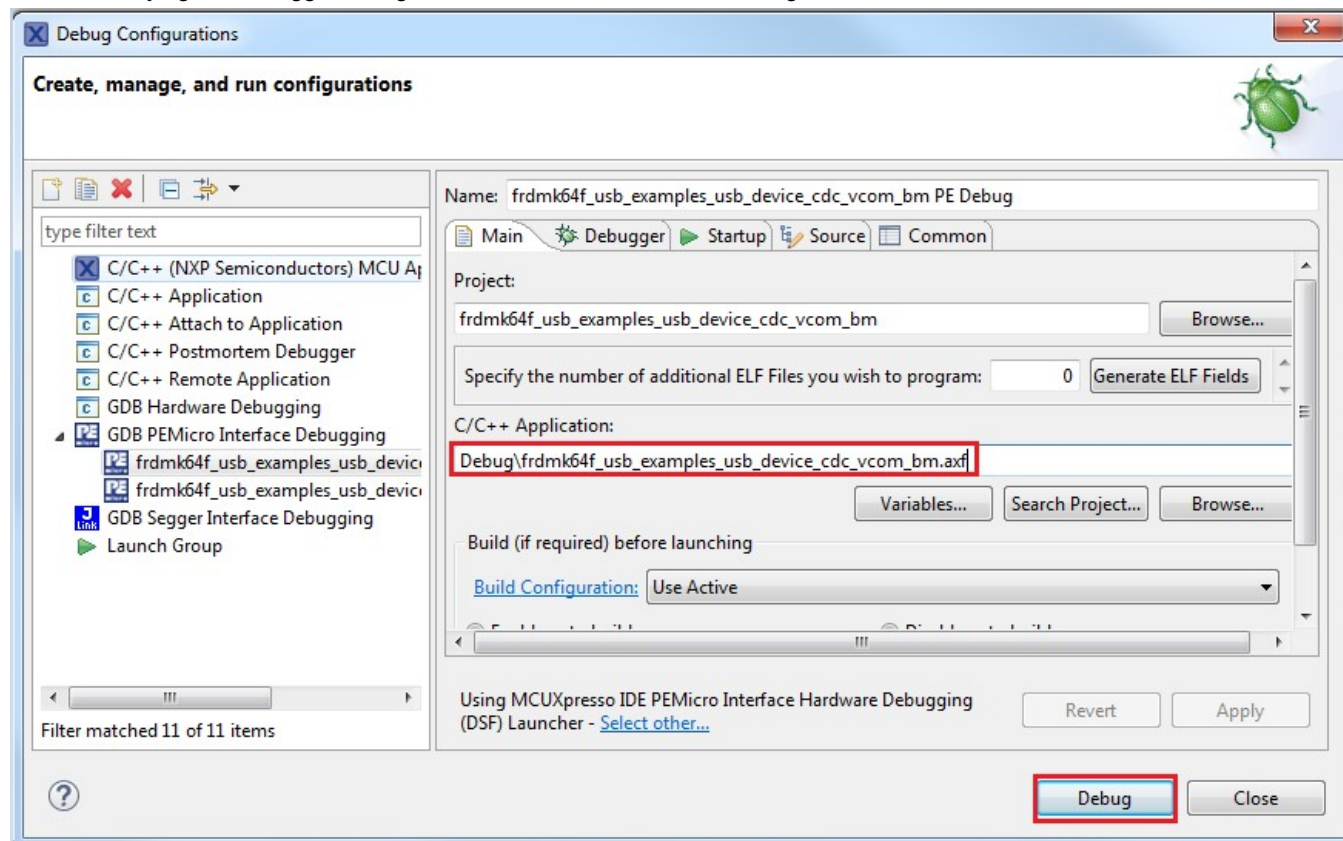 Debug Configurations
X
Create, manage, and run configurations
type filter text
C/C++ (NXP Semiconductors) MCU Ap
C/C++ Application
C/C++ Attach to Application
C/C++ Postmortem Debugger
C/C++ Remote Application
GDB Hardware Debugging
GDB PEMicro Interface Debugging
frdmk64f_usb_examples_usb_device
frdmk64f_usb_examples_usb_device
GDB Segger Interface Debugging
Launch Group
Filter matched 11 of 11 items
Name: frdmk64f_usb_examples_usb_device_cdc_vcom_bm PE Debug
Main Debugger Startup Source Common
Project:
frdmk64f_usb_examples_usb_device_cdc_vcom_bm Browse...
Specify the number of additional ELF Files you wish to program: 0 Generate ELF Fields
C/C++ Application:
Debug\frdmk64f_usb_examples_usb_device_cdc_vcom_bm.axf
Variables... Search Project... Browse...
Build (if required) before launching
Build Configuration: Use Active
Using MCUXpresso IDE PEMicro Interface Hardware Debugging
(DSF) Launcher - Select other...
Revert Apply
? Debug Close